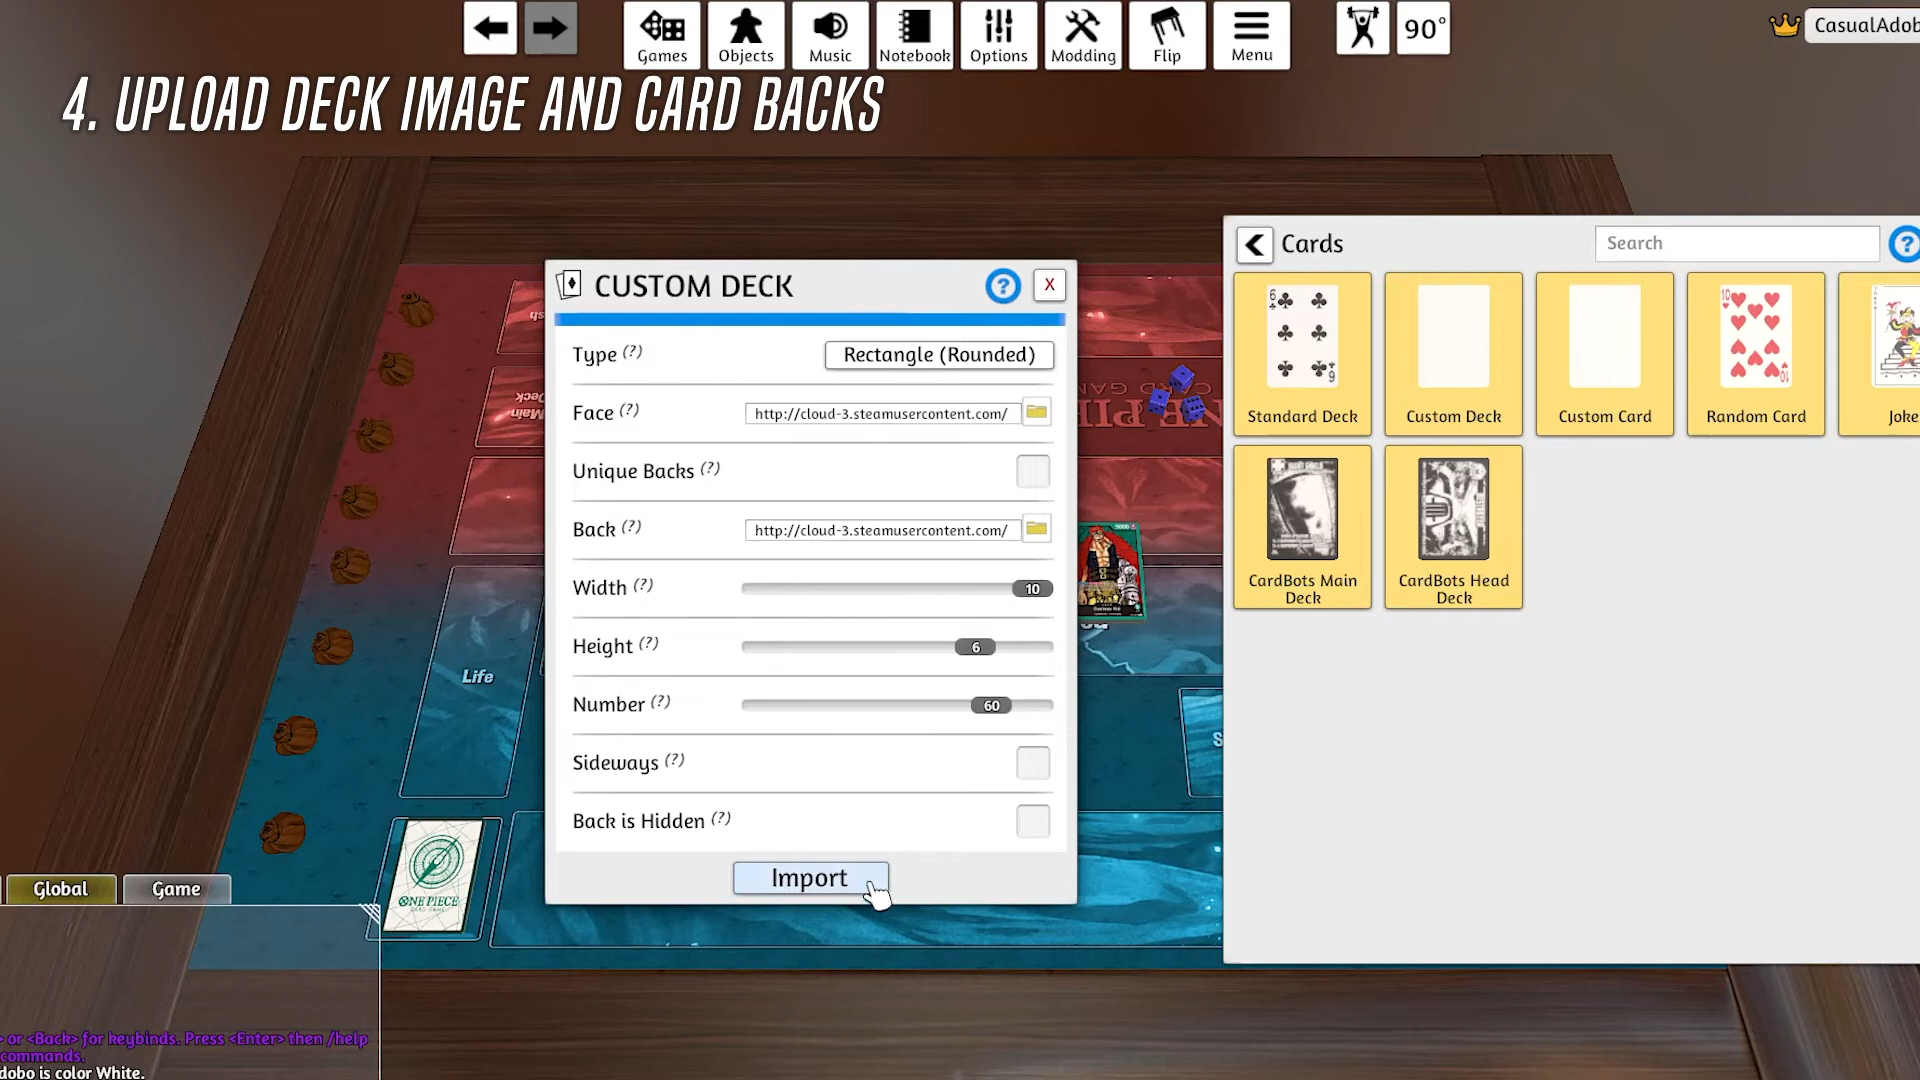 Games
Objects
Music
Notebook
Options
Modding
Flip
Menu
90°
CasualAdob
4. UPLOAD DECK IMAGE AND CARD BACKS
CUSTOM DECK
?
X
Type (?)
Rectangle (Rounded)
Face (?)
http://cloud-3.steamusercontent.com/
Unique Backs (?)
Back (?)
http://cloud-3.steamusercontent.com/
Width (?)
10
Height (?)
6
Number (?)
60
Sideways (?)
Back is Hidden (?)
Import
Cards
Search
?
Standard Deck
Custom Deck
Custom Card
Random Card
Joke
CardBots Main
Deck
CardBots Head
Deck
Life
ONE PIECE
CARD GAME
Global
Game
> or <Back> for keybinds. Press <Enter> then /help
commands.
dobo is color White.